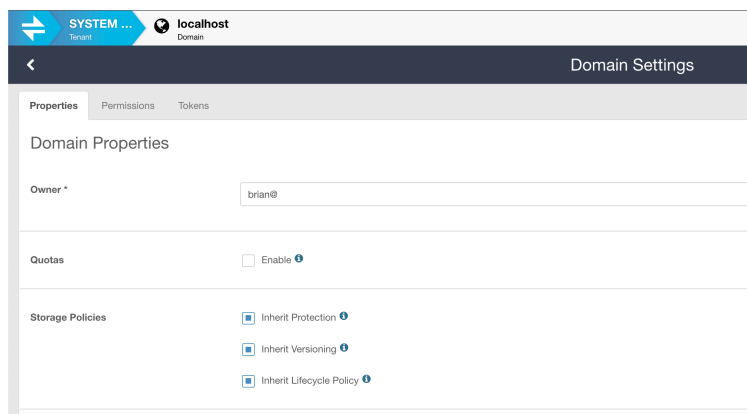 SYSTEM ...
Tenant
localhost
Domain
Domain Settings
Properties
Permissions
Tokens
Domain Properties
Owner *
brian@
Quotas
Enable
Storage Policies
Inherit Protection
Inherit Versioning
Inherit Lifecycle Policy